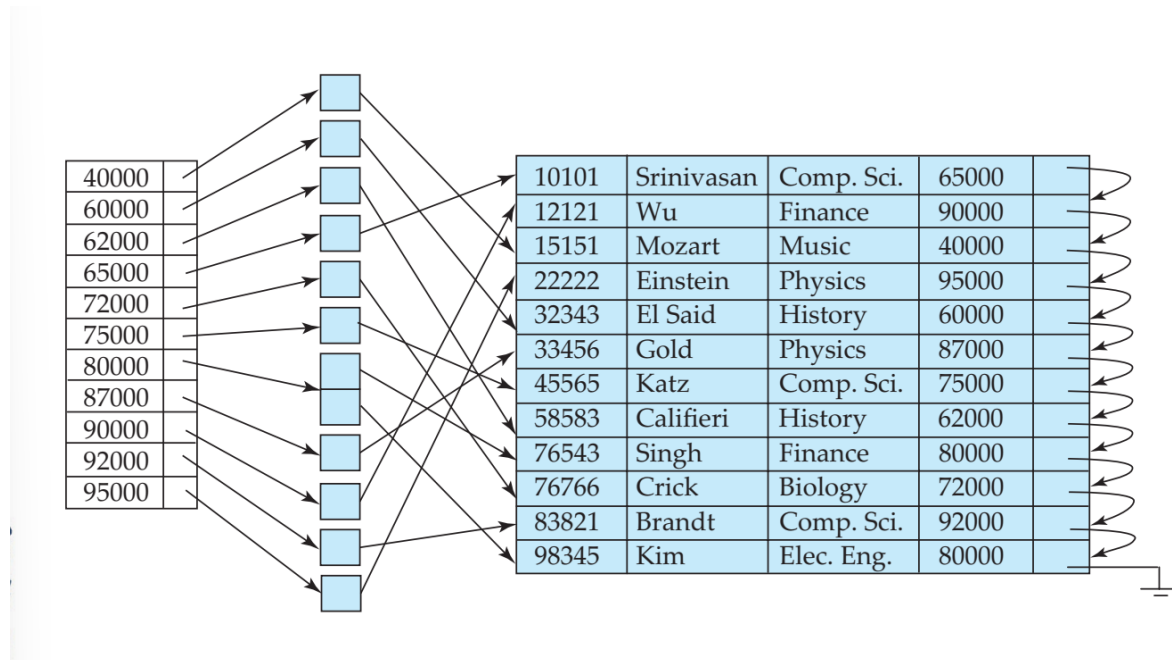 40000
60000
62000
65000
72000
75000
80000
87000
90000
92000
95000
10101 Srinivasan Comp. Sci. 65000
12121 Wu Finance 90000
15151 Mozart Music 40000
22222 Einstein Physics 95000
32343 El Said History 60000
33456 Gold Physics 87000
45565 Katz Comp. Sci. 75000
58583 Califieri History 62000
76543 Singh Finance 80000
76766 Crick Biology 72000
83821 Brandt Comp. Sci. 92000
98345 Kim Elec. Eng. 80000